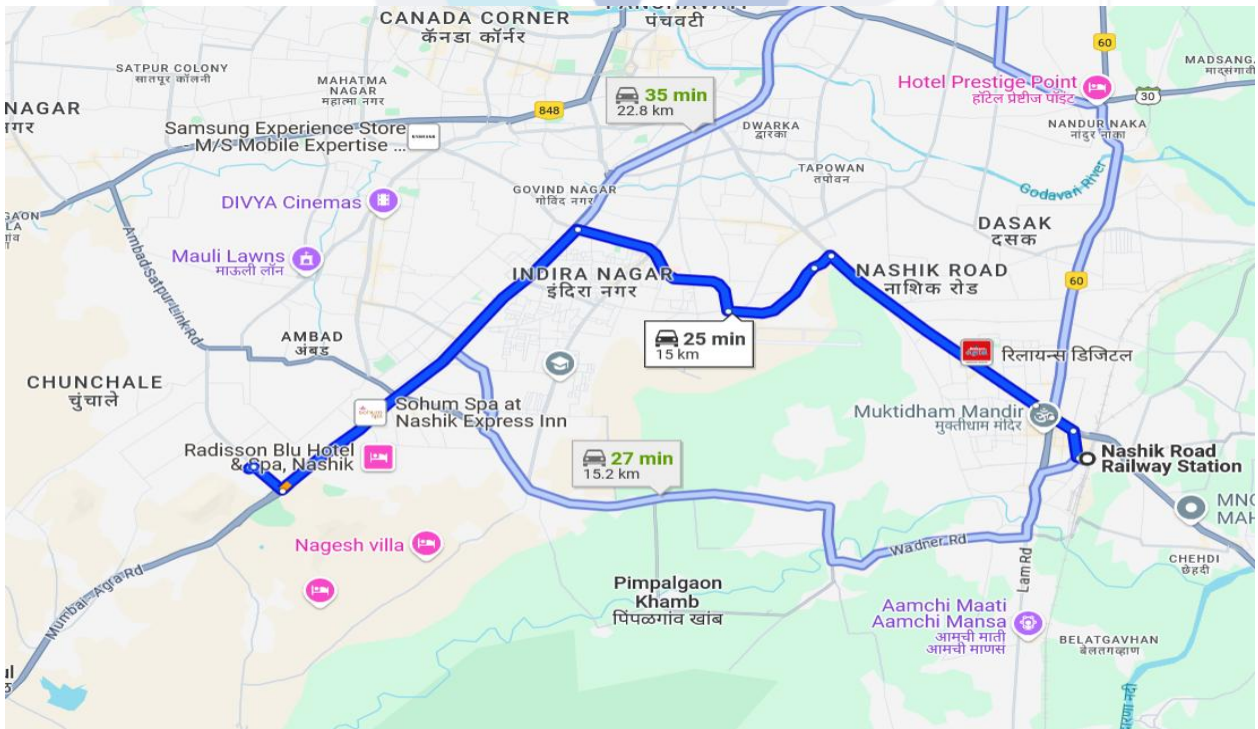 CANADA CORNER
कॅनडा कॉर्नर
पंचवटी
SATPUR COLONY
सातपूर कॉलनी
MAHATMA
NAGAR
महात्मा नगर
NAGAR
848
35 min
22.8 km
Samsung Experience Store
- M/S Mobile Expertise ...
60
Hotel Prestige Point
हॉटेल प्रेस्टीज पॉइंट
30
NANDUR NAKA
नांदुर नाका
DWARKA
द्वारका
TAPOWAN
तपोवन
Godavari River
GOVIND NAGAR
गोविंद नगर
DIVYA Cinemas
Mauli Lawns
माऊली लॉन
Ambad Satpur Link Rd
DASAK
दसक
INDIRA NAGAR
इंदिरा नगर
NASHIK ROAD
नाशिक रोड
60
AMBAD
अंबड
25 min
15 km
रिलायन्स डिजिटल
CHUNCHALE
चुंचाले
Sohum Spa at
Nashik Express Inn
Muktidham Mandir
मुक्तीधाम मंदिर
Radisson Blu Hotel
& Spa, Nashik
27 min
15.2 km
Nashik Road
Railway Station
Nagesh villa
Wadner Rd
Lam Rd
CHEHDI
छेहदी
Mumbai - Agra Rd
Pimpalgaon
Khamb
पिंपळगांव खांब
Aamchi Maati
Aamchi Mansa
आमची माती
आमची माणसं
BELATGAVHAN
बेलतगव्हाण